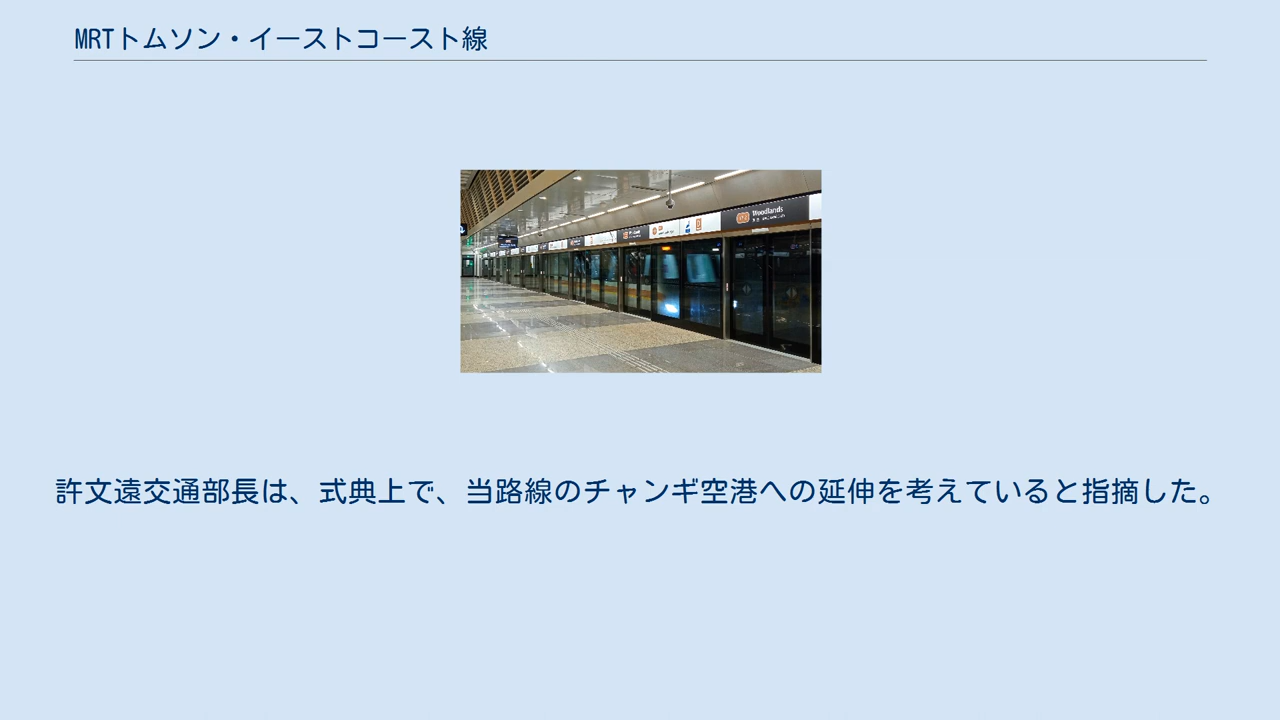 MRTトムソン・イーストコースト線
Woodlands
許文遠交通部長は、式典上で、当路線のチャンギ空港への延伸を考えていると指摘した。